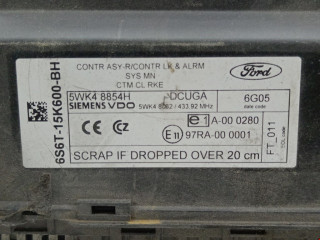 CONTR ASY-R/CONTR LK & ALRM
SYS MN
CTM CL RKE
Ford
5WK4 8854H
DCUGA
6G05
SIEMENS VDO
433.92 MHz
date code
6S6T-15K600-BH
e1 A-00 0280
E11 97RA-00 0001
FT_011
SCRAP IF DROPPED OVER 20 cm